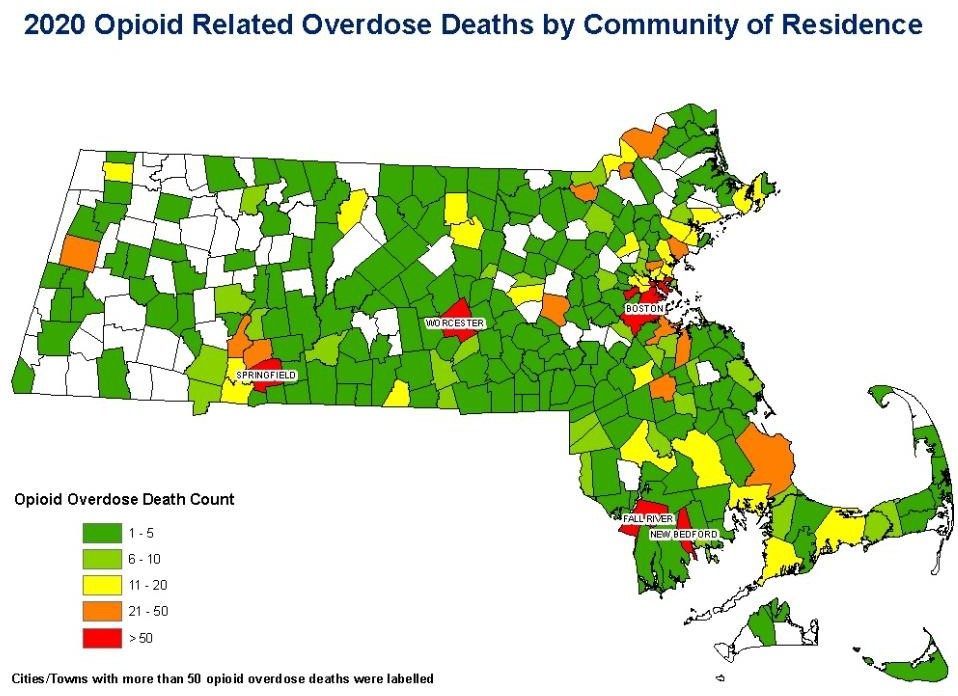 2020 Opioid Related Overdose Deaths by Community of Residence
BOSTON
WORCESTER
SPRINGFIELD
FALL RIVER
NEW BEDFORD
Opioid Overdose Death Count
1 - 5
6 - 10
11 - 20
21 - 50
> 50
Cities/Towns with more than 50 opioid overdose deaths were labelled